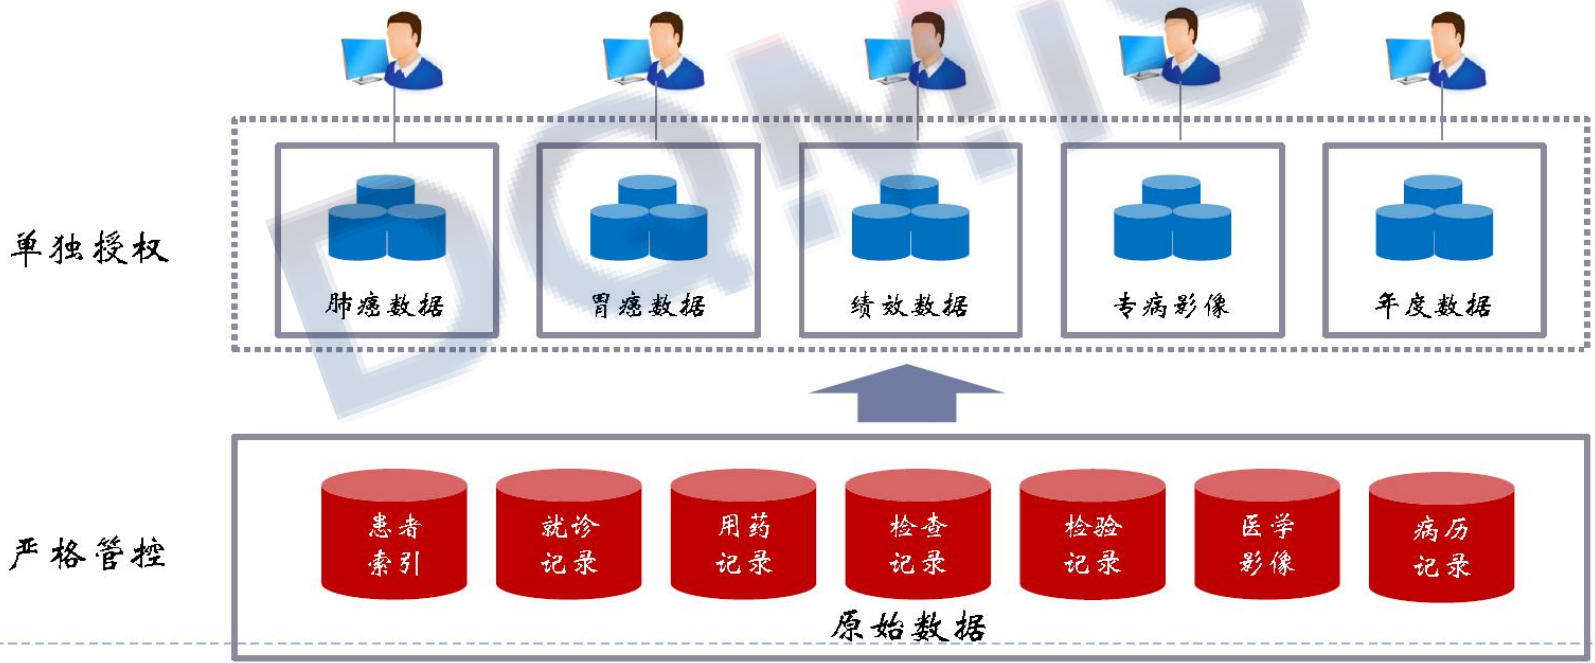 DQMIS
单独授权
肺癌数据
胃癌数据
绩效数据
专病影像
年度数据
严格管控
患者
索引
就诊
记录
用药
记录
检查
记录
检验
记录
医学
影像
病历
记录
原始数据